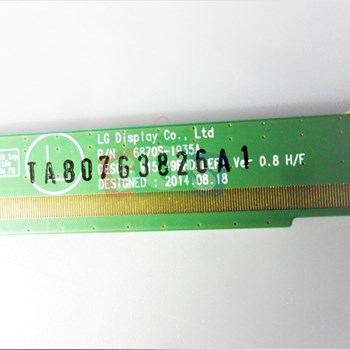 LG Display Co., Ltd
P/N : 6870S-1935A
TA807G3826A1
Ver 0.8 H/F
DESIGNED : 2014.08.18